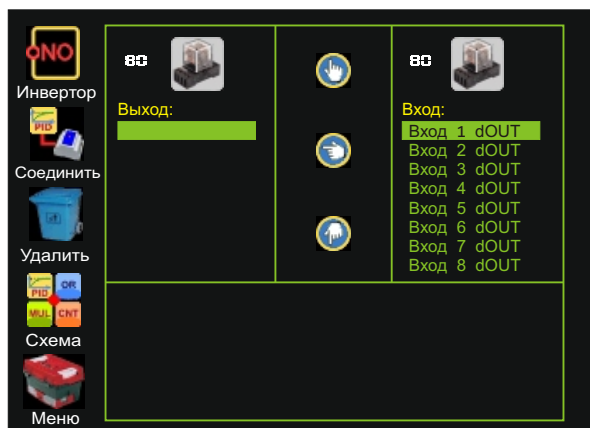 NO
Инвертор
PID
Соединить
Удалить
PID OR
MUL CNT
Схема
Меню
80
Выход:
80
Вход:
Вход 1 dOUT
Вход 2 dOUT
Вход 3 dOUT
Вход 4 dOUT
Вход 5 dOUT
Вход 6 dOUT
Вход 7 dOUT
Вход 8 dOUT